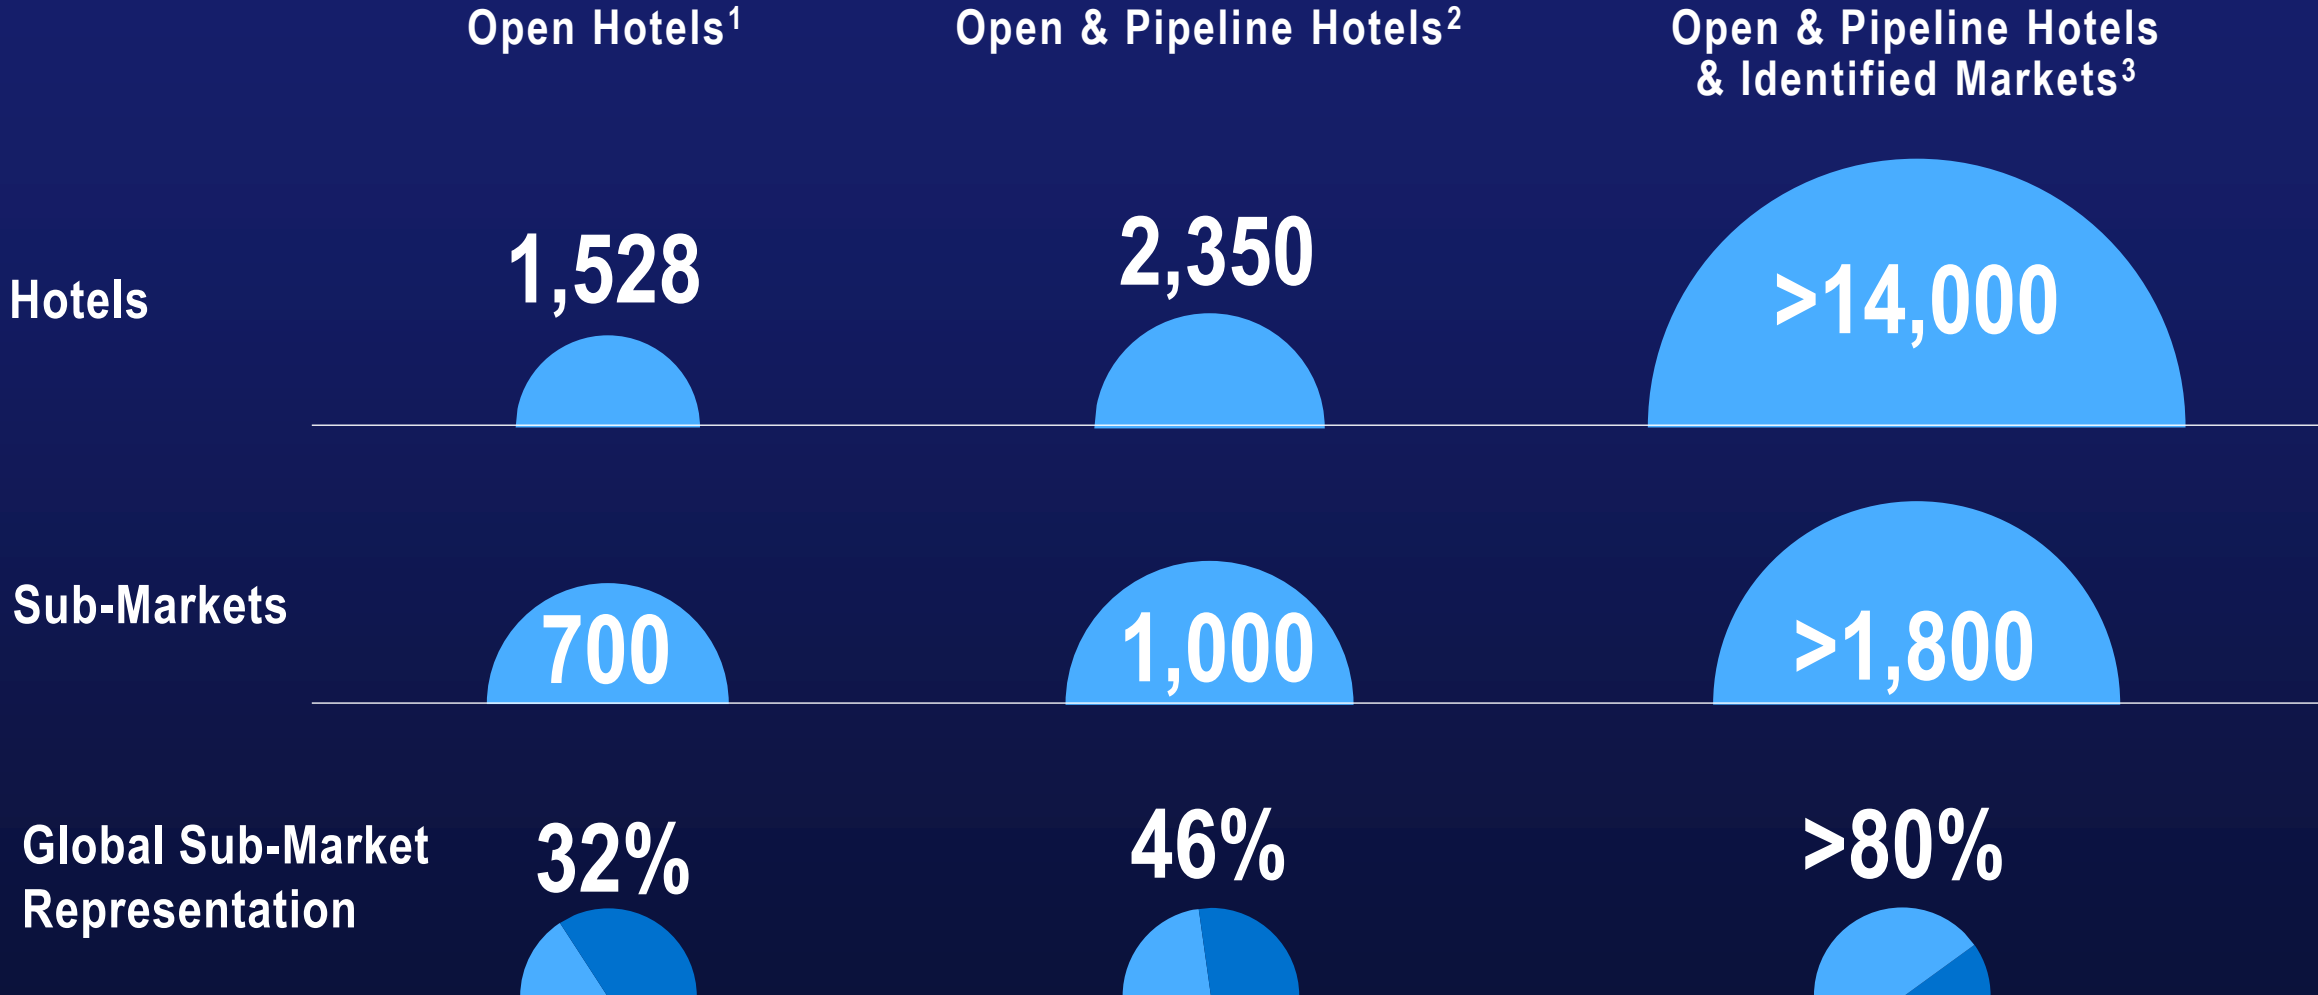 Open Hotels¹
Open & Pipeline Hotels²
Open & Pipeline Hotels
& Identified Markets³
Hotels
1,528
2,350
>14,000
Sub-Markets
700
1,000
>1,800
Global Sub-Market
Representation
32%
46%
>80%